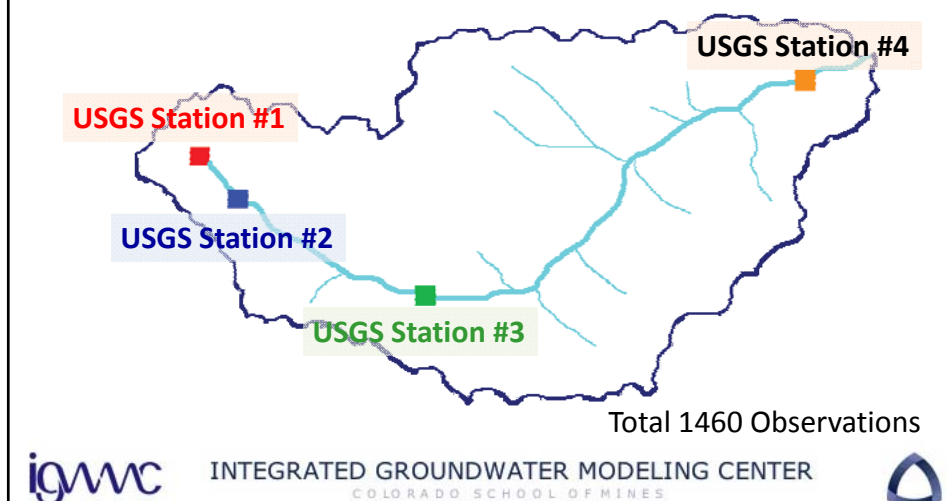 USGS Station #4
USGS Station #1
USGS Station #2
USGS Station #3
Total 1460 Observations
igwmc INTEGRATED GROUNDWATER MODELING CENTER
COLORADO SCHOOL OF MINES